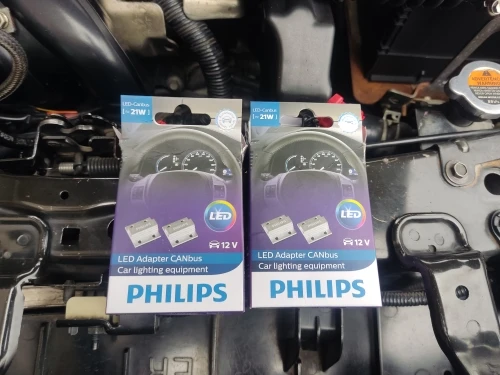 LED-Canbus
[~21W]
LED
12 V
LED Adapter CANbus
Car lighting equipment
PHILIPS
LED-Canbus
[~21W]
LED
12 V
LED Adapter CANbus
Car lighting equipment
PHILIPS